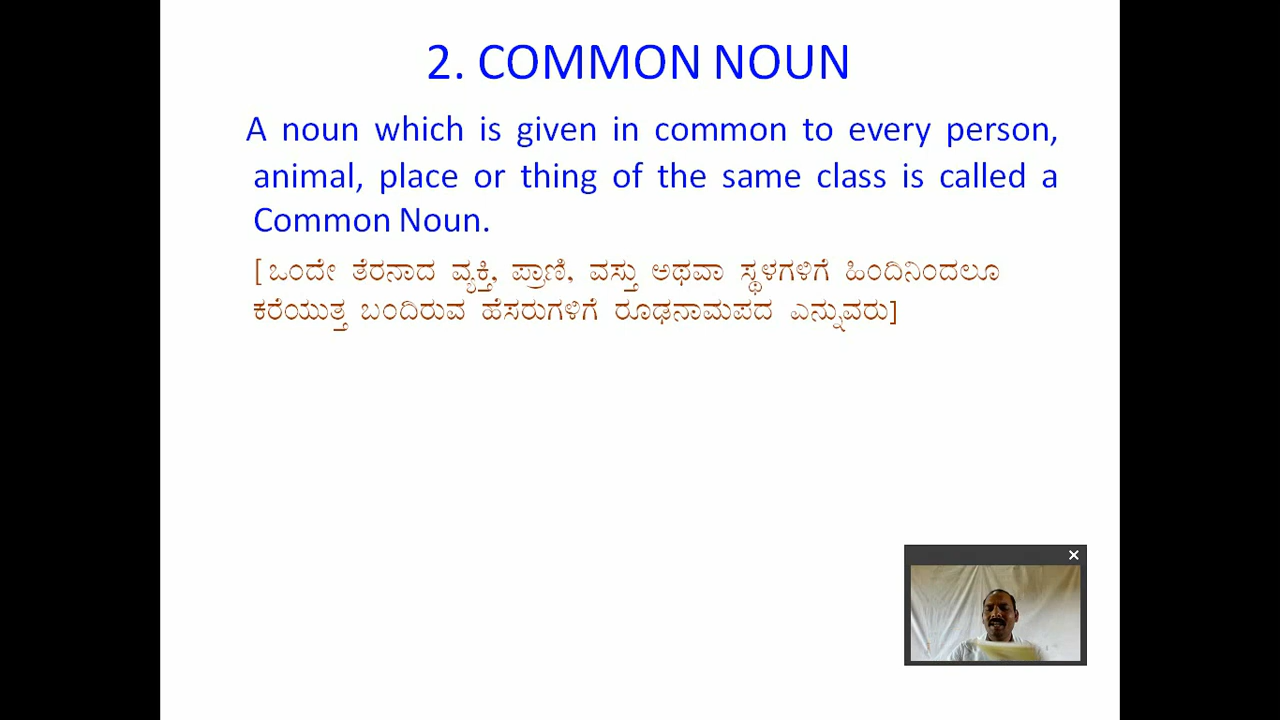 2. COMMON NOUN
A noun which is given in common to every person,
animal, place or thing of the same class is called a
Common Noun.
[ಒಂದೇ ತೆರನಾದ ವ್ಯಕ್ತಿ, ಪ್ರಾಣಿ, ವಸ್ತು ಅಥವಾ ಸ್ಥಳಗಳಿಗೆ ಹಿಂದಿನಿಂದಲೂ
ಕರೆಯುತ್ತ ಬಂದಿರುವ ಹೆಸರುಗಳಿಗೆ ರೂಢನಾಮಪದ ಎನ್ನುವರು]